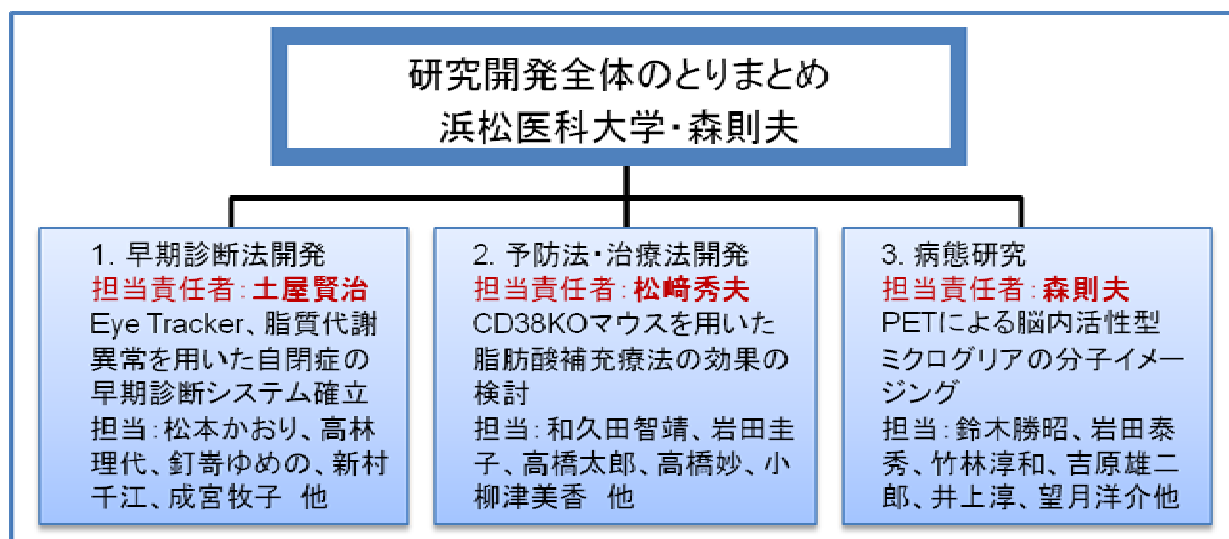 研究開発全体のとりまとめ
浜松医科大学・森則夫
1. 早期診断法開発
担当責任者:土屋賢治
Eye Tracker、脂質代謝
異常を用いた自閉症の
早期診断システム確立
担当:松本かおり、高林
理代、釘嵜ゆめの、新村
千江、成宮牧子 他
2. 予防法・治療法開発
担当責任者:松﨑秀夫
CD38KOマウスを用いた
脂肪酸補充療法の効果の
検討
担当:和久田智靖、岩田圭
子、高橋太郎、高橋妙、小
柳津美香 他
3. 病態研究
担当責任者:森則夫
PETによる脳内活性型
ミクログリアの分子イメー
ジング
担当:鈴木勝昭、岩田泰
秀、竹林淳和、吉原雄二
郎、井上淳、望月洋介他